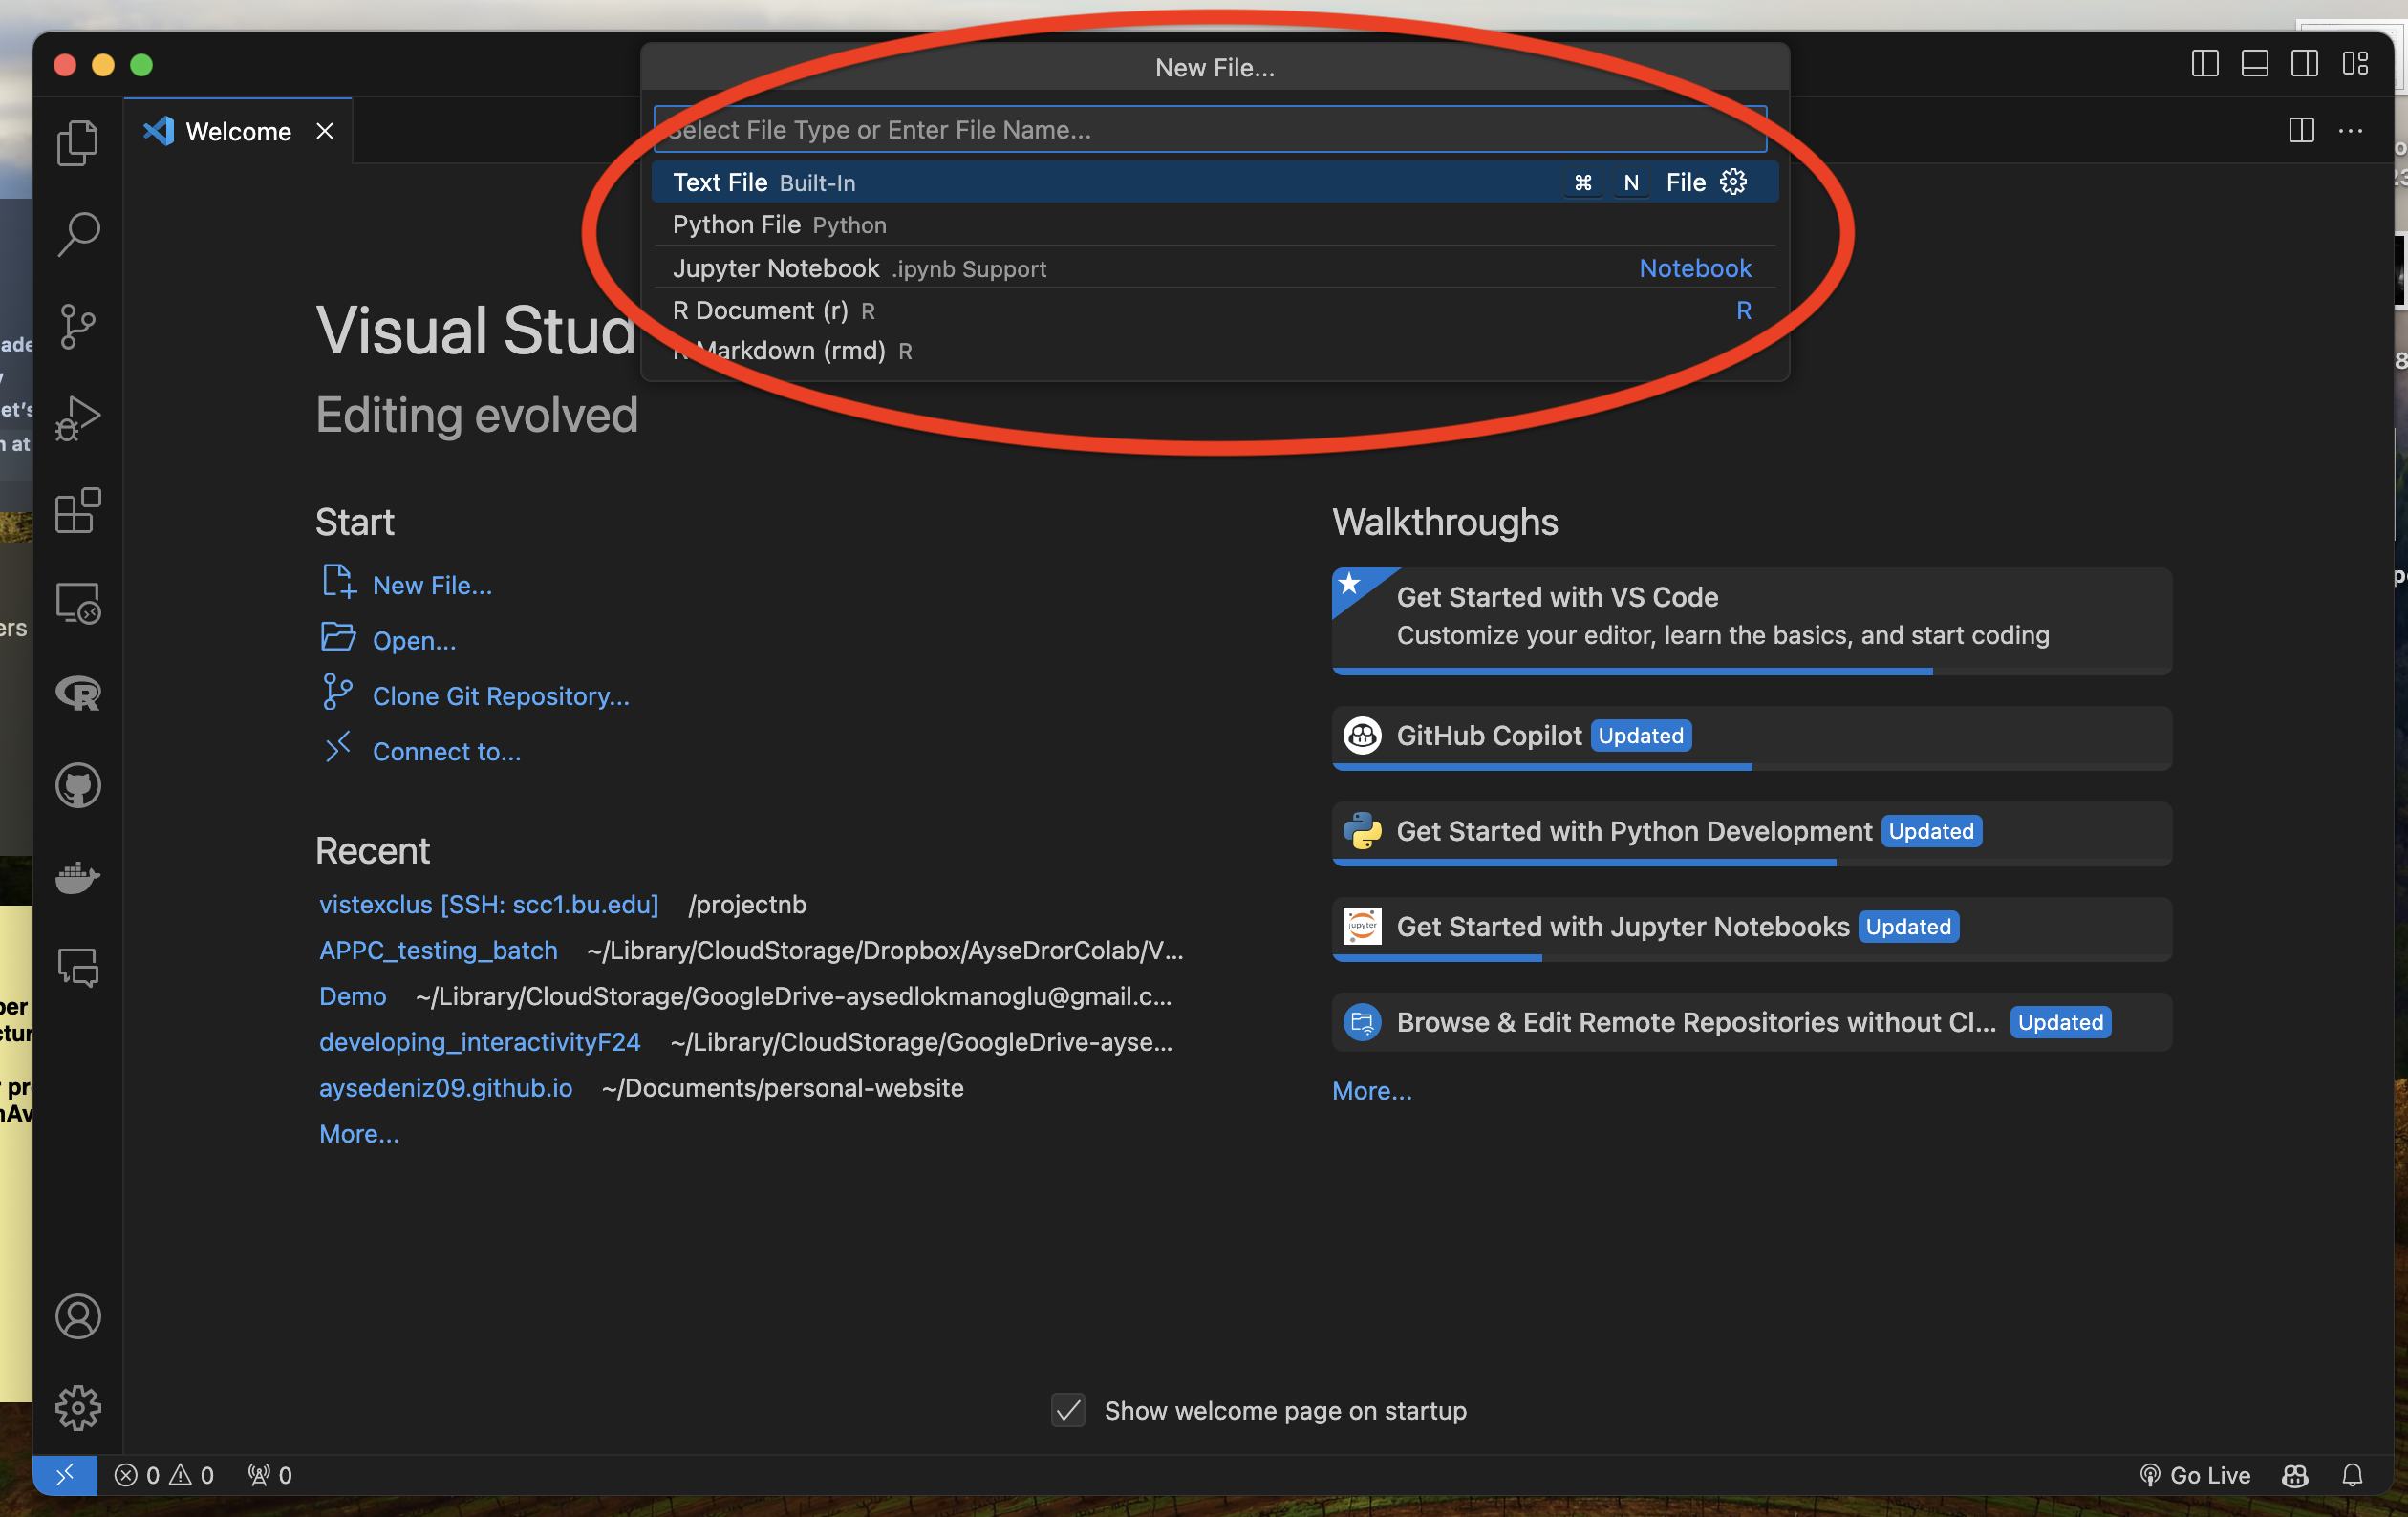 New File...
Select File Type or Enter File Name...
Text File Built-In ⌘ N File
Python File Python
Jupyter Notebook .ipynb Support Notebook
R Document (r) R R
R Markdown (rmd) R
Welcome
Visual Stud
Editing evolved
Start
New File...
Open...
Clone Git Repository...
Connect to...
Recent
vistexclus [SSH: scc1.bu.edu] /projectnb
APPC_testing_batch ~/Library/CloudStorage/Dropbox/AyseDrorColab/V...
Demo ~/Library/CloudStorage/GoogleDrive-aysedlokmanoglu@gmail.c...
developing_interactivityF24 ~/Library/CloudStorage/GoogleDrive-ayse...
aysedeniz09.github.io ~/Documents/personal-website
More...
Walkthroughs
Get Started with VS Code
Customize your editor, learn the basics, and start coding
GitHub Copilot Updated
Get Started with Python Development Updated
jupyter
Get Started with Jupyter Notebooks Updated
Browse & Edit Remote Repositories without Cl... Updated
More...
Show welcome page on startup
0 0 0
Go Live